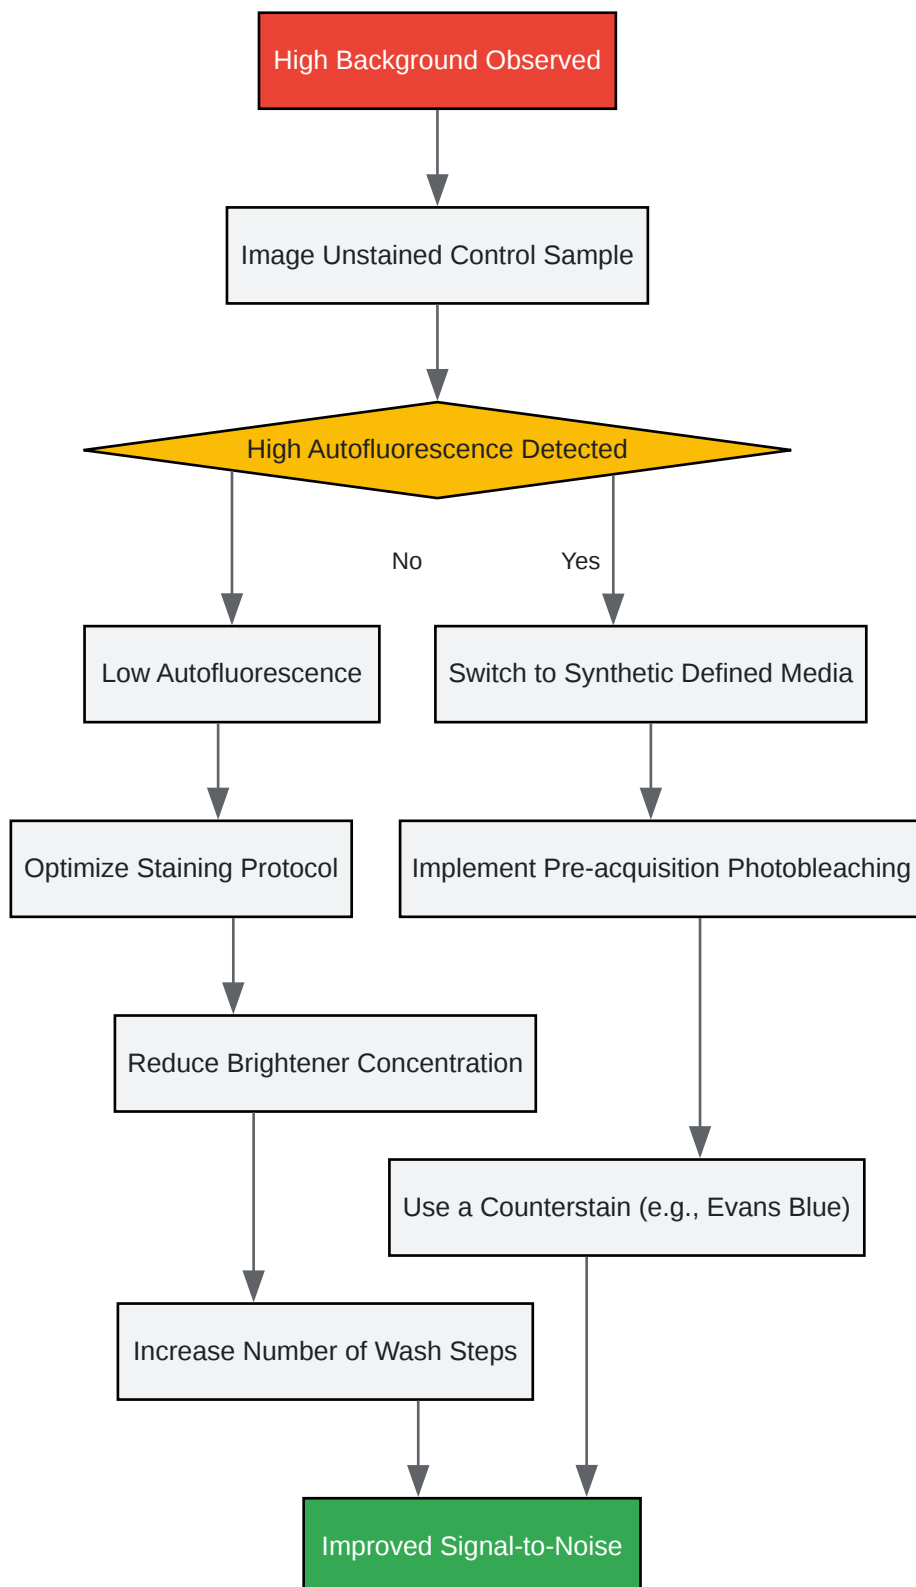 High Background Observed
Image Unstained Control Sample
High Autofluorescence Detected
No
Yes
Low Autofluorescence
Switch to Synthetic Defined Media
Optimize Staining Protocol
Implement Pre-acquisition Photobleaching
Reduce Brightener Concentration
Use a Counterstain (e.g., Evans Blue)
Increase Number of Wash Steps
Improved Signal-to-Noise